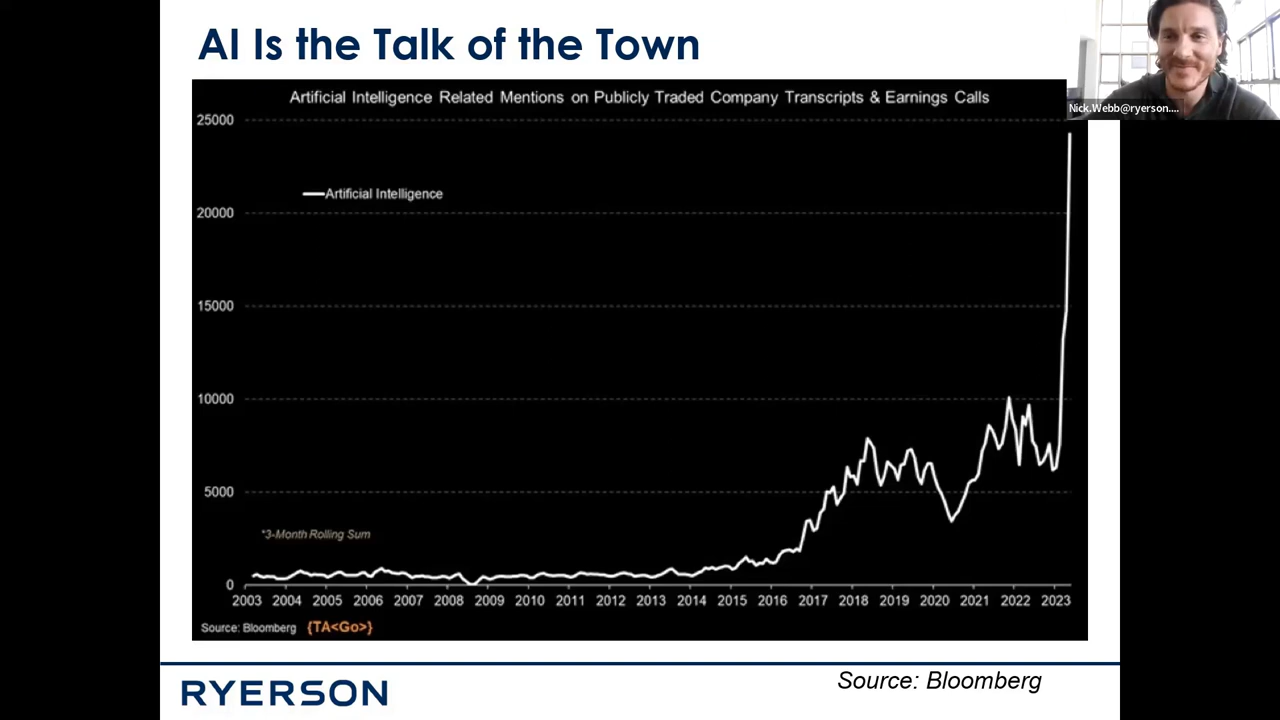 AI Is the Talk of the Town
Nick.Webb@ryerson....
Artificial Intelligence Related Mentions on Publicly Traded Company Transcripts & Earnings Calls
25000
Artificial Intelligence
20000
15000
10000
5000
*3-Month Rolling Sum
0
2003 2004 2005 2006 2007 2008 2009 2010 2011 2012 2013 2014 2015 2016 2017 2018 2019 2020 2021 2022 2023
Source: Bloomberg {TA<Go>}
RYERSON
Source: Bloomberg